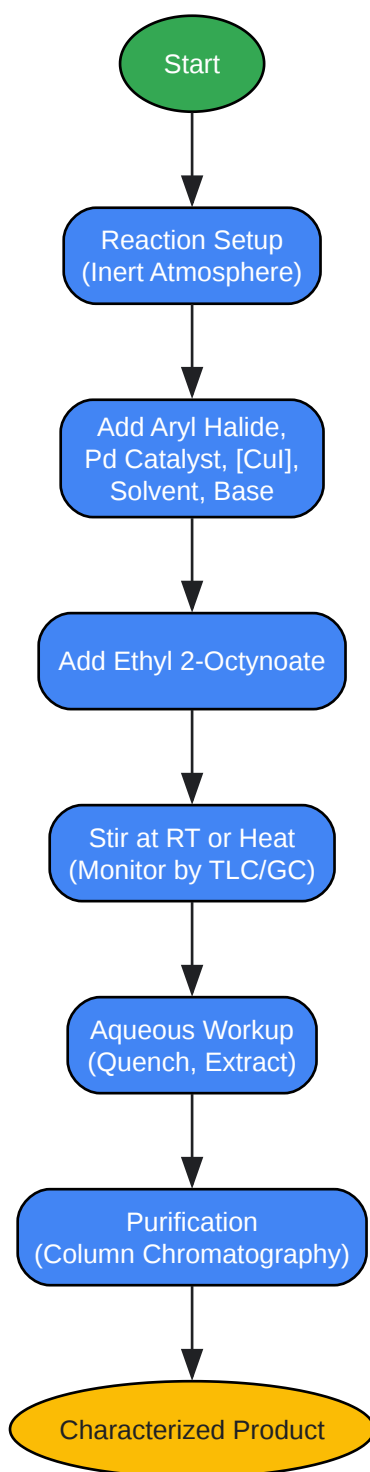 Start
Reaction Setup
(Inert Atmosphere)
Add Aryl Halide,
Pd Catalyst, [CuI],
Solvent, Base
Add Ethyl 2-Octynoate
Stir at RT or Heat
(Monitor by TLC/GC)
Aqueous Workup
(Quench, Extract)
Purification
(Column Chromatography)
Characterized Product